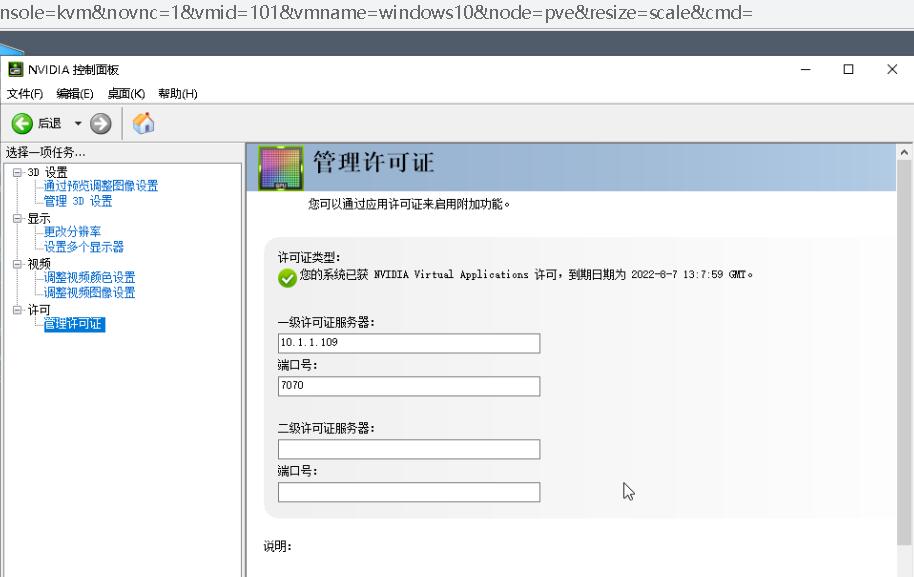 nsole=kvm&novnc=1&vmid=101&vmname=windows10&node=pve&resize=scale&cmd=
NVIDIA 控制面板
文件(F) 编辑(E) 桌面(K) 帮助(H)
后退
选择一项任务...
3D 设置
通过预览调整图像设置
管理 3D 设置
显示
更改分辨率
设置多个显示器
视频
调整视频颜色设置
调整视频图像设置
许可
管理许可证
管理许可证
您可以通过应用许可证来启用附加功能。
许可证类型:
您的系统已获 NVIDIA Virtual Applications 许可，到期日期为 2022-8-7 13:7:59 GMT。
一级许可证服务器:
10.1.1.109
端口号:
7070
二级许可证服务器:
端口号:
说明: